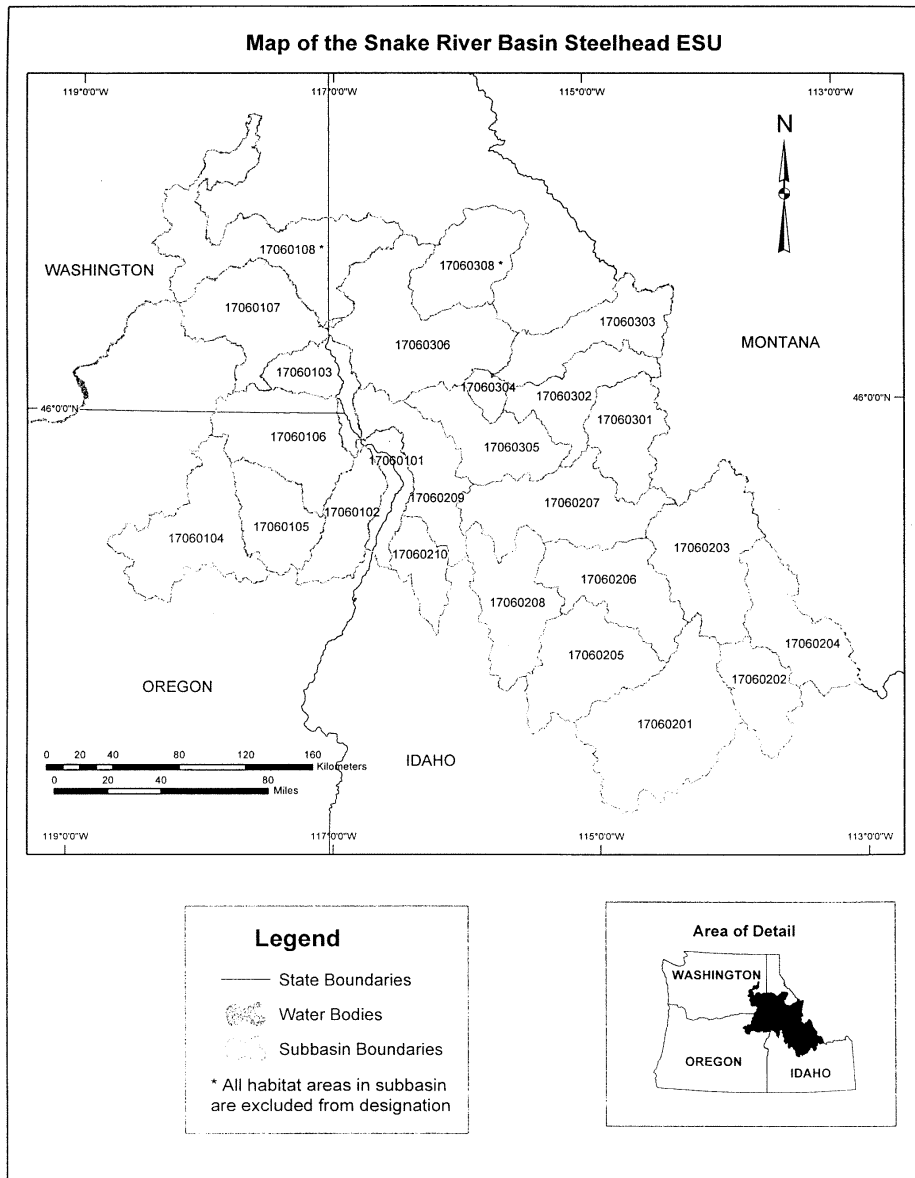 Map of the Snake River Basin Steelhead ESU
119°0'0"W 117°0'0"W 115°0'0"W 113°0'0"W
N
17060108 *
17060308 *
WASHINGTON
17060107
17060303
17060306
MONTANA
17060103
17060304
17060302
46°0'0"N 46°0'0"N
17060301
17060106
17060305
17060101
17060209
17060207
17060102
17060105
17060104
17060203
17060210
17060206
17060208
17060204
17060205
17060202
OREGON
17060201
IDAHO
0 20 40 80 120 160
Kilometers
0 20 40 80
Miles
119°0'0"W 117°0'0"W 115°0'0"W 113°0'0"W
Legend
State Boundaries
Water Bodies
Subbasin Boundaries
* All habitat areas in subbasin
are excluded from designation
Area of Detail
WASHINGTON
OREGON
IDAHO